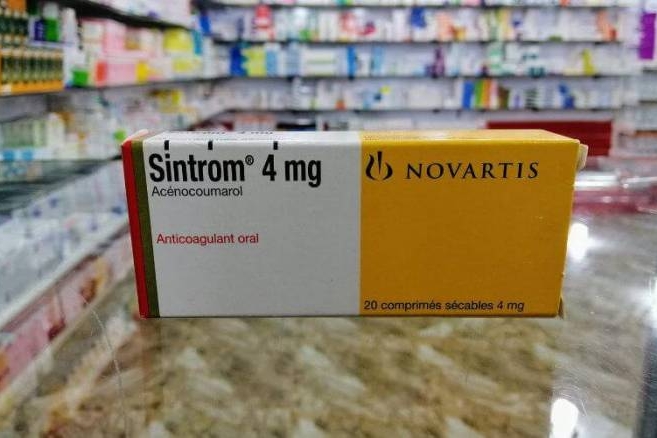 Sintrom® 4 mg
Acénocoumarol
Anticoagulant oral
NOVARTIS
20 comprimés sécables 4 mg